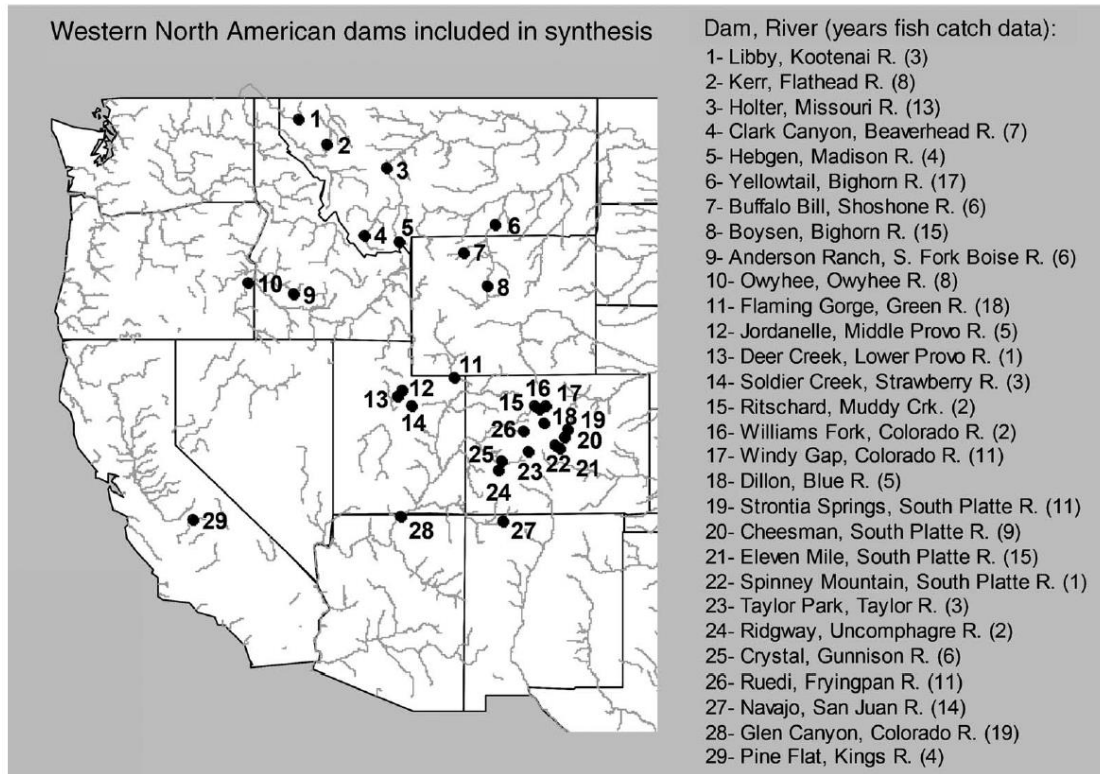 Western North American dams included in synthesis
Dam, River (years fish catch data):
1- Libby, Kootenai R. (3)
2- Kerr, Flathead R. (8)
3- Holter, Missouri R. (13)
4- Clark Canyon, Beaverhead R. (7)
5- Hebgen, Madison R. (4)
6- Yellowtail, Bighorn R. (17)
7- Buffalo Bill, Shoshone R. (6)
8- Boysen, Bighorn R. (15)
9- Anderson Ranch, S. Fork Boise R. (6)
10- Owyhee, Owyhee R. (8)
11- Flaming Gorge, Green R. (18)
12- Jordanelle, Middle Provo R. (5)
13- Deer Creek, Lower Provo R. (1)
14- Soldier Creek, Strawberry R. (3)
15- Ritschard, Muddy Crk. (2)
16- Williams Fork, Colorado R. (2)
17- Windy Gap, Colorado R. (11)
18- Dillon, Blue R. (5)
19- Strontia Springs, South Platte R. (11)
20- Cheesman, South Platte R. (9)
21- Eleven Mile, South Platte R. (15)
22- Spinney Mountain, South Platte R. (1)
23- Taylor Park, Taylor R. (3)
24- Ridgway, Uncomphagre R. (2)
25- Crystal, Gunnison R. (6)
26- Ruedi, Fryingpan R. (11)
27- Navajo, San Juan R. (14)
28- Glen Canyon, Colorado R. (19)
29- Pine Flat, Kings R. (4)
1
2
3
4
5
6
7
8
10
9
11
12
13
14
16
17
15
18
19
26
20
25
23
22
21
24
29
28
27